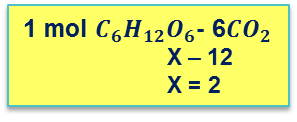 1 mol C₆H₁₂O₆- 6CO₂
X – 12
X = 2